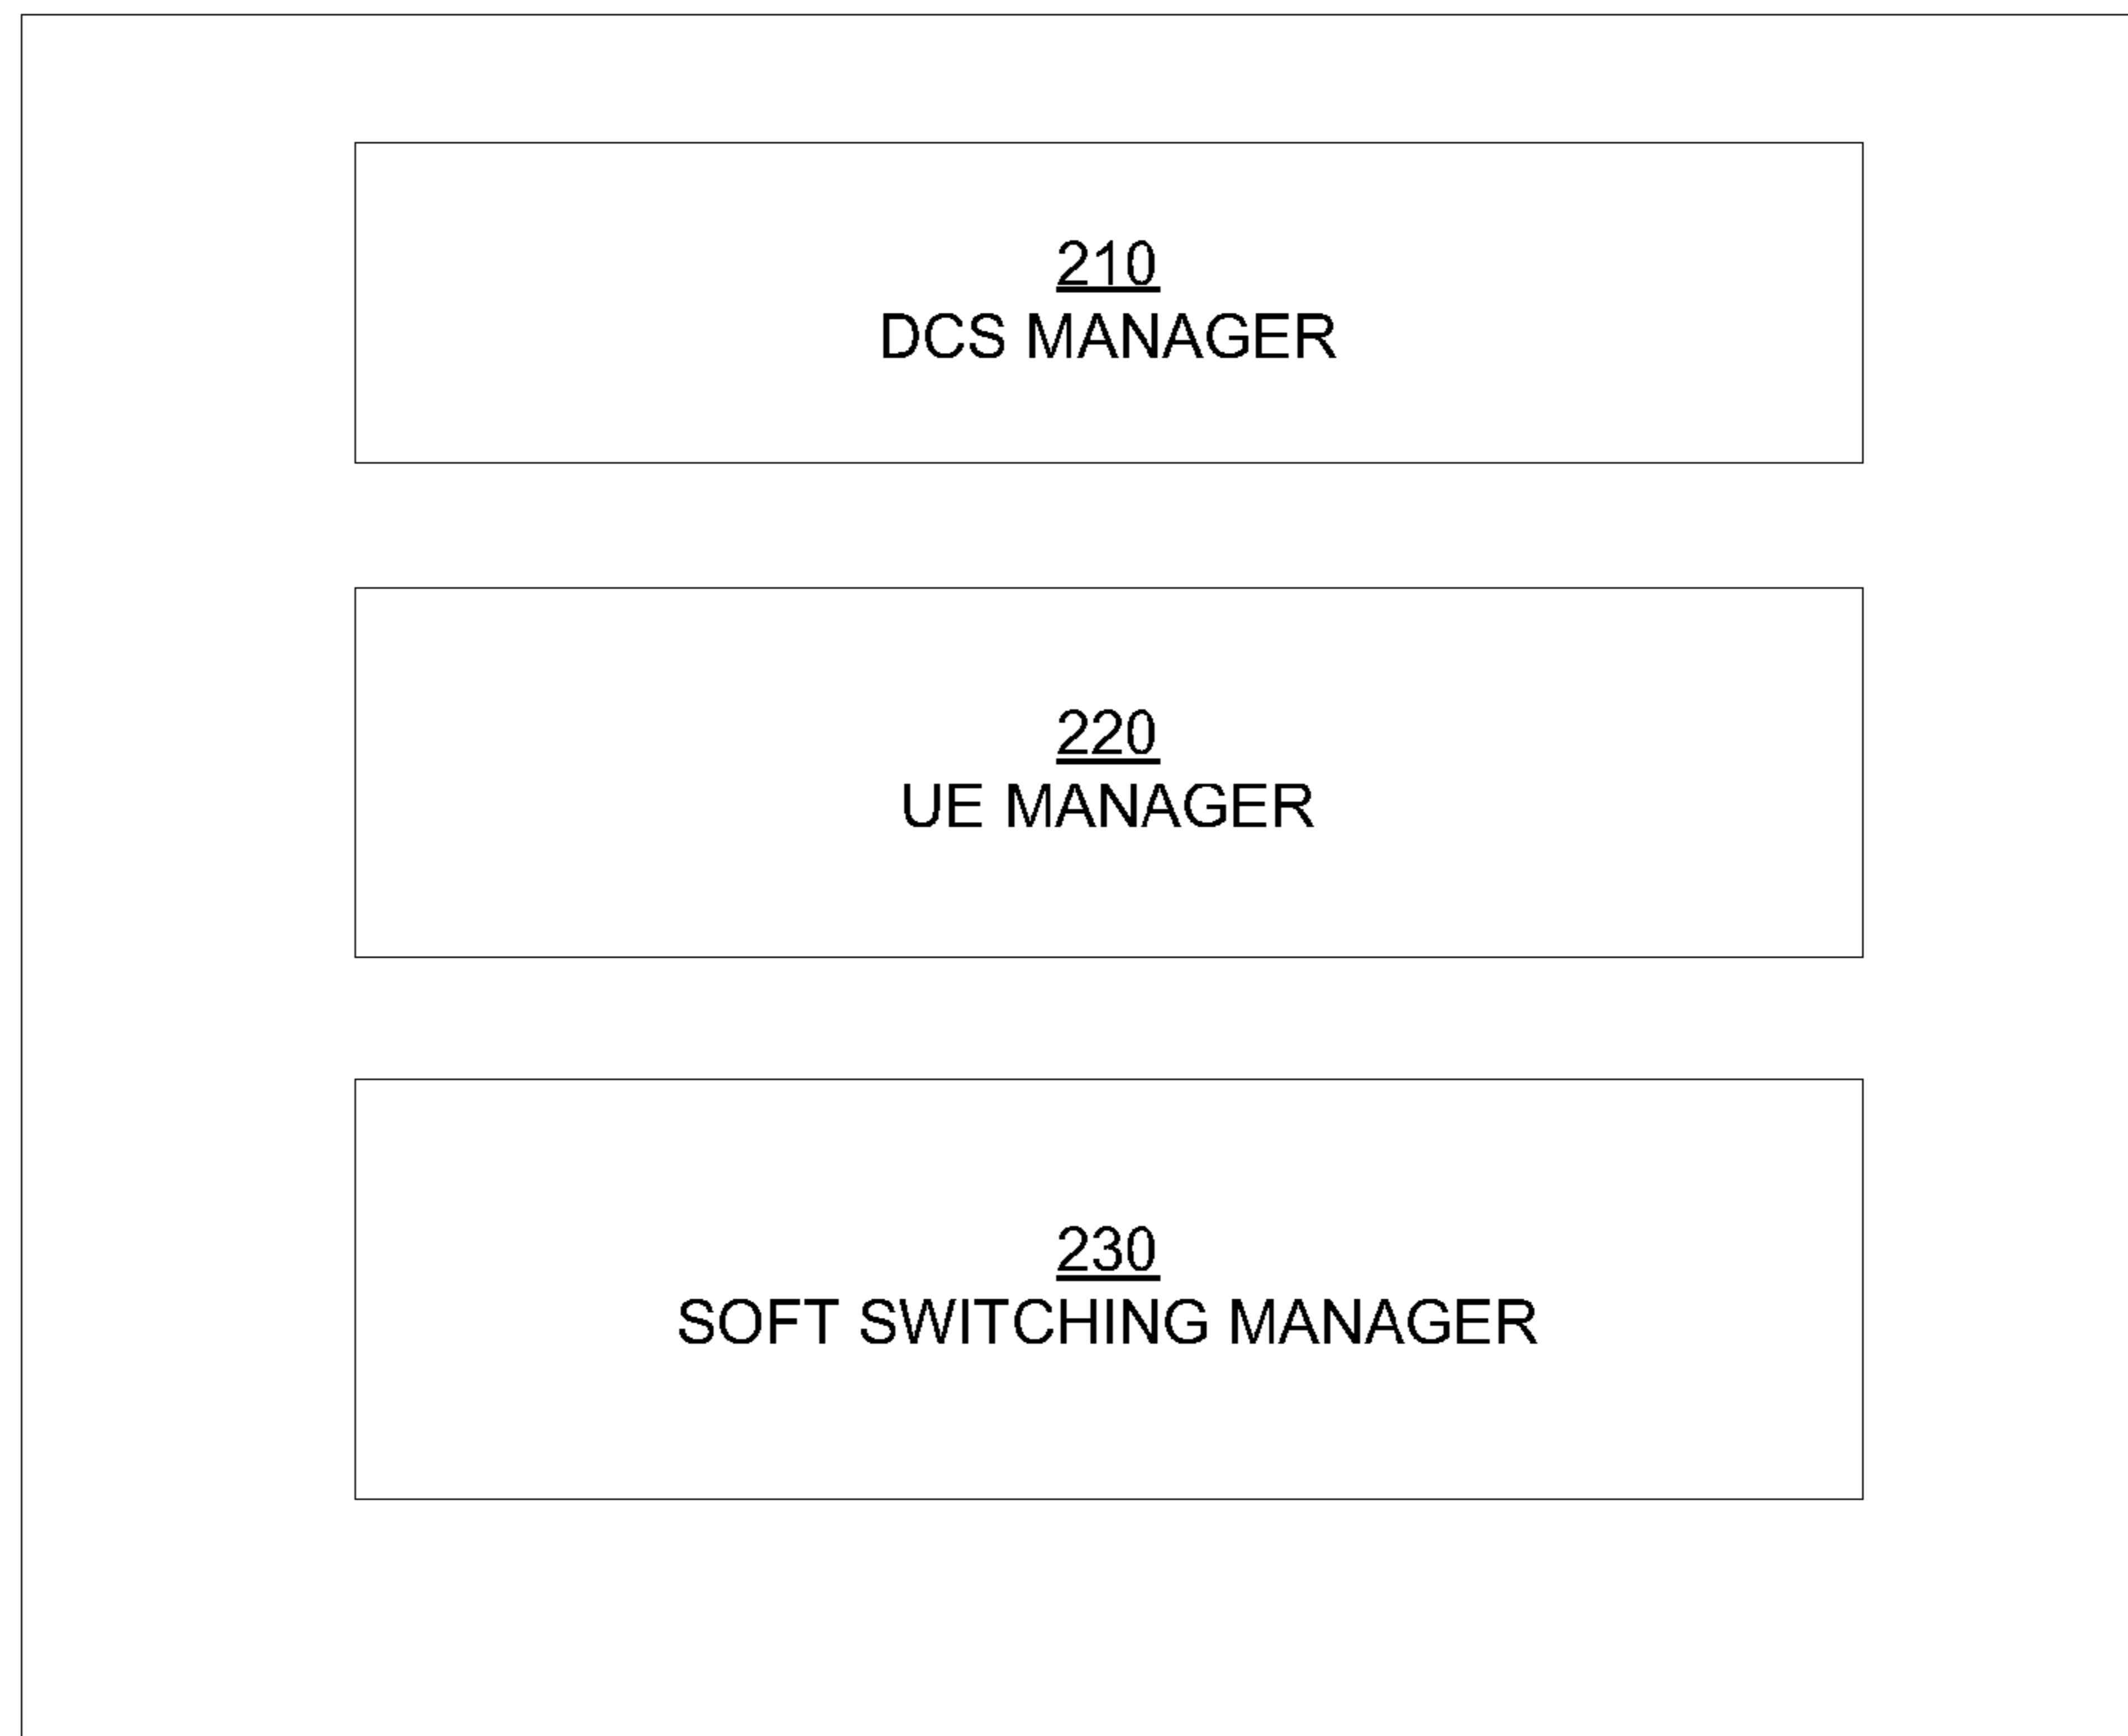 210
DCS MANAGER
220
UE MANAGER
230
SOFT SWITCHING MANAGER